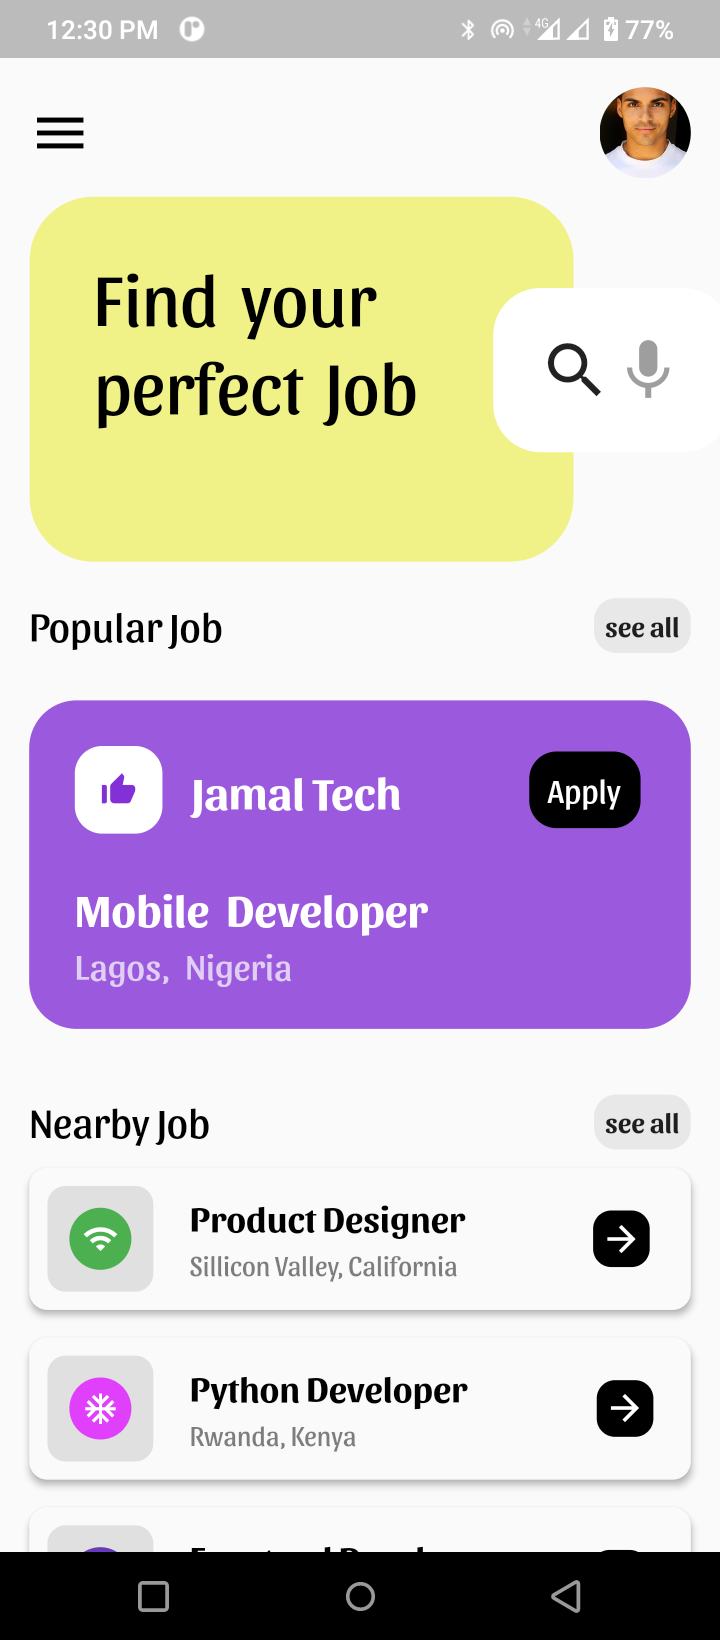 12:30 PM
4G
77%
Find your
perfect Job
Popular Job
see all
Jamal Tech
Apply
Mobile Developer
Lagos, Nigeria
Nearby Job
see all
Product Designer
Sillicon Valley, California
Python Developer
Rwanda, Kenya